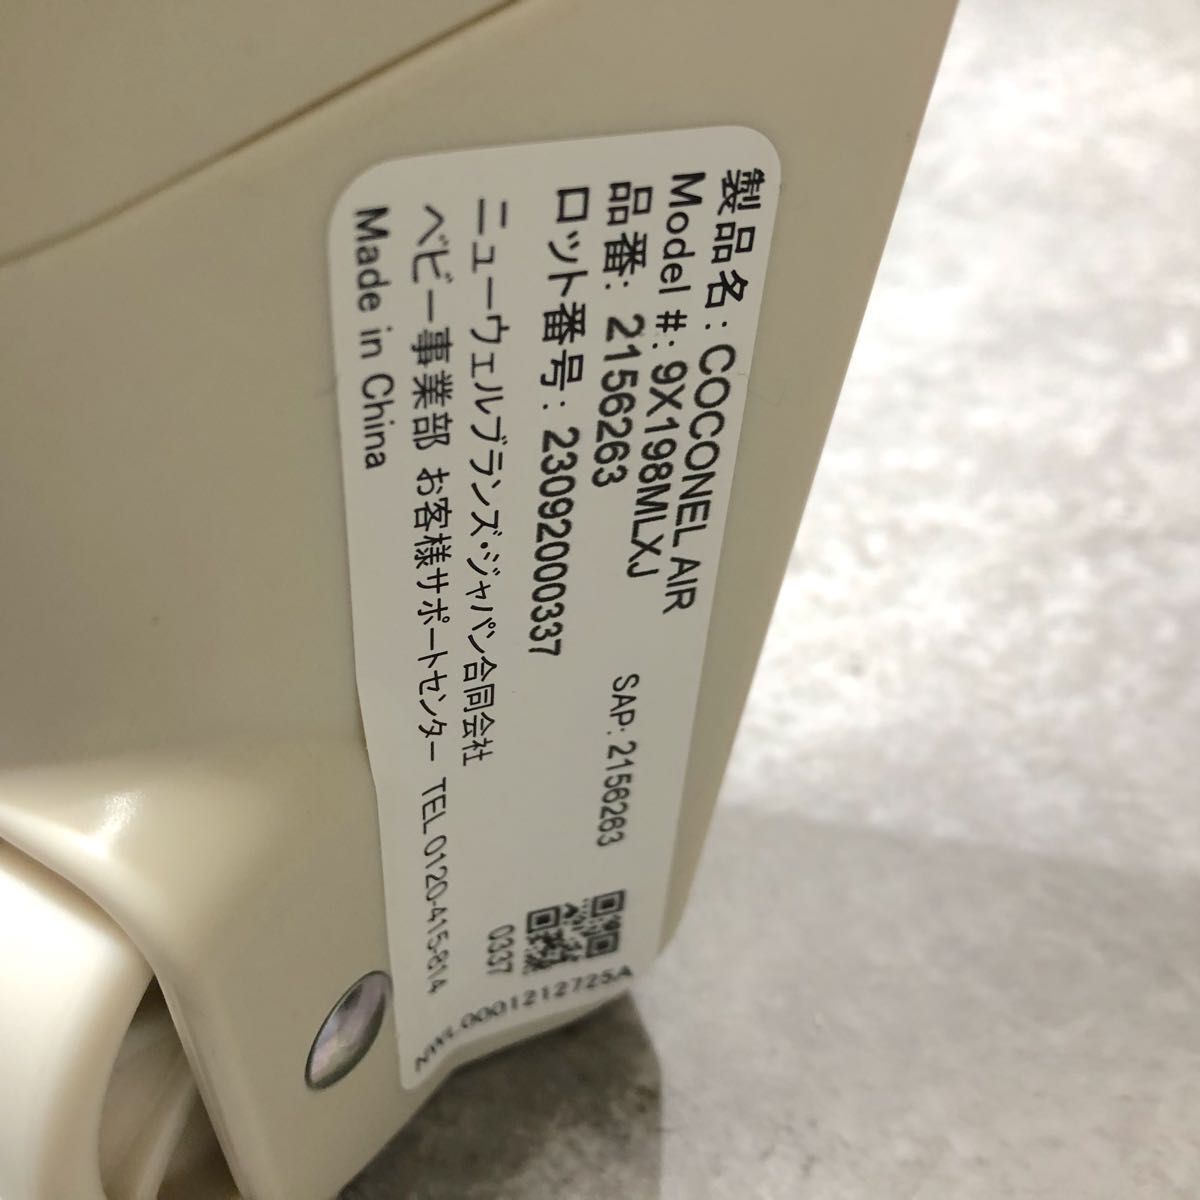 製品名: COCONEL AIR
Model #: 9X198MLXJ
品番: 2156263
SAP: 2156263
ロット番号: 230920000337
ニューウェルブランズ・ジャパン合同会社
0337
ベビー事業部 お客様サポートセンター TEL 0120-415-814
Made in China
NWL0001212725A